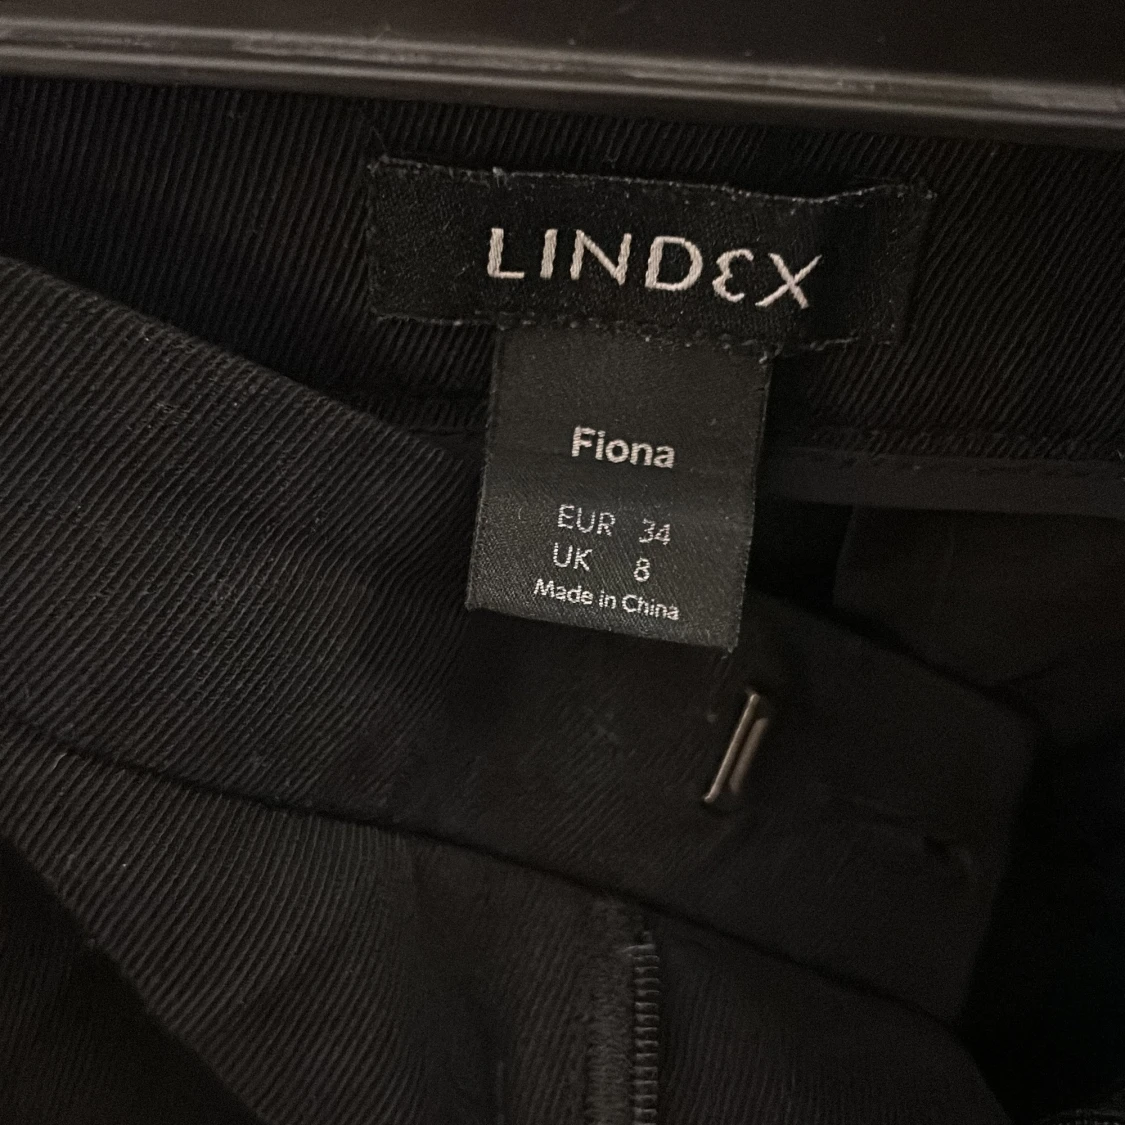 LINDEX
Fiona
EUR 34
UK 8
Made in China